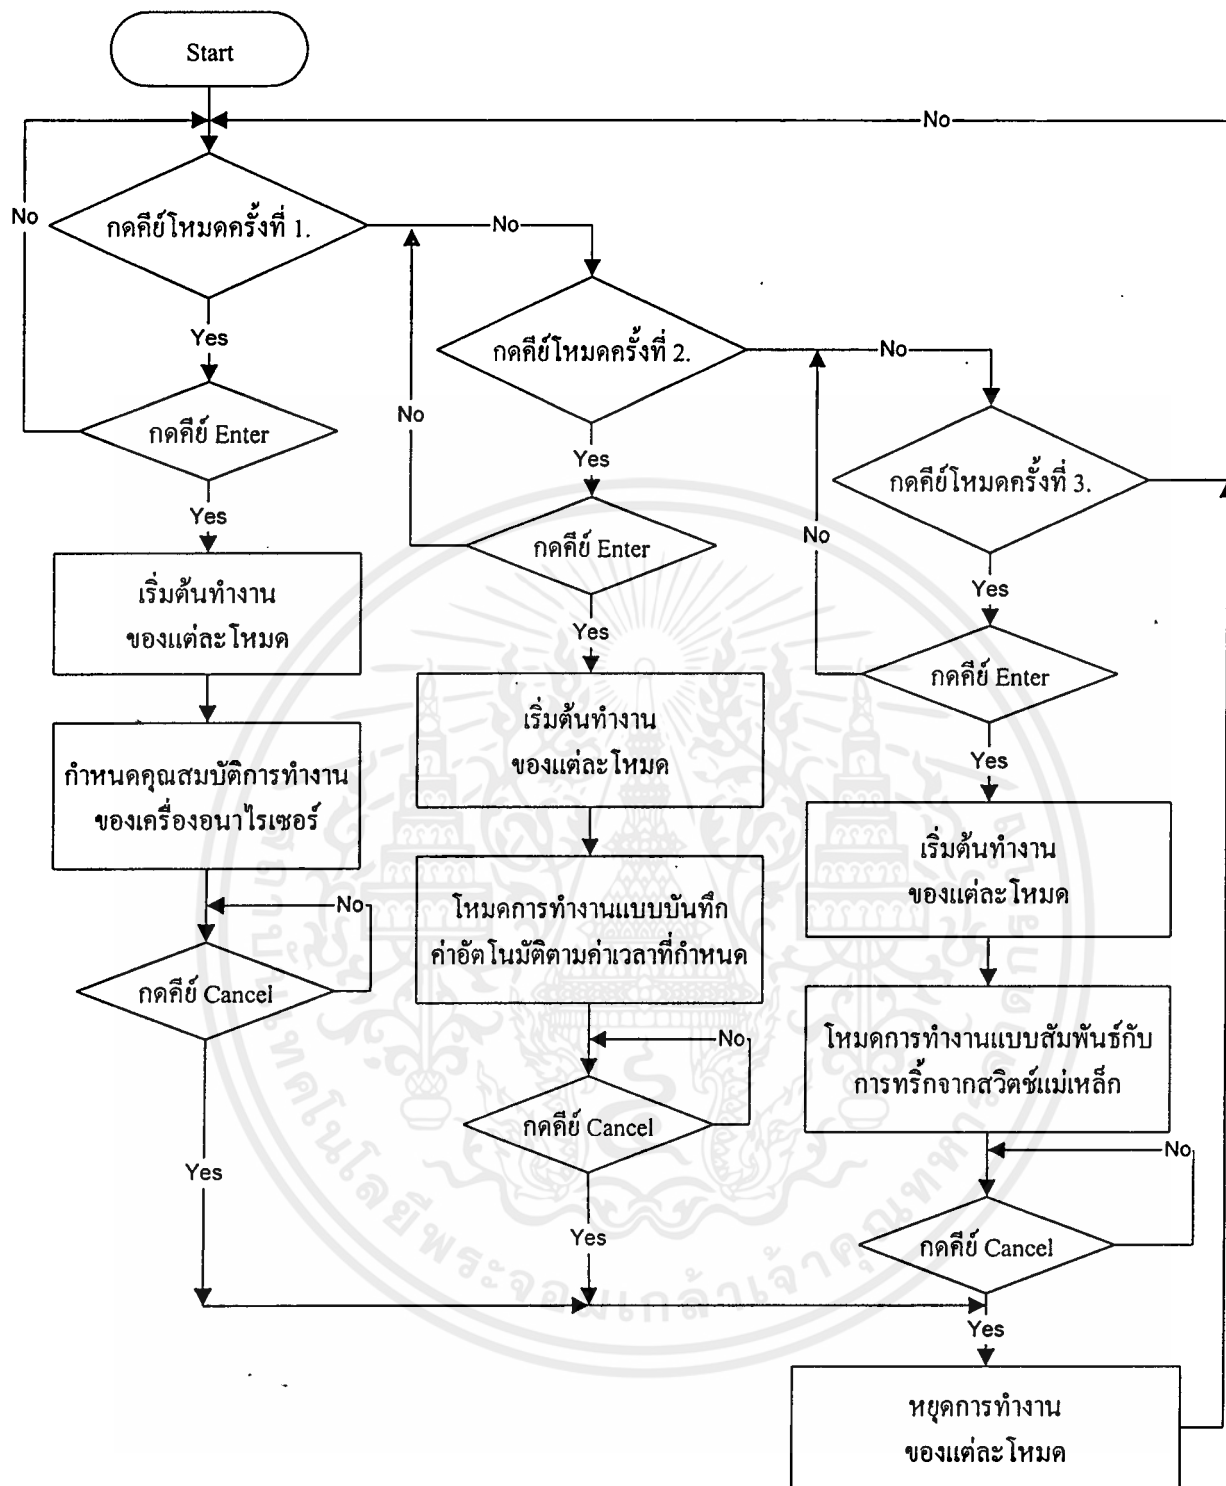 Start
No
No
กดคีย์โหมดครั้งที่ 1.
No
Yes
กดคีย์โหมดครั้งที่ 2.
No
กดคีย์ Enter
No
Yes
กดคีย์โหมดครั้งที่ 3.
Yes
กดคีย์ Enter
No
เริ่มต้นทำงาน
ของแต่ละโหมด
Yes
Yes
กดคีย์ Enter
กำหนดคุณสมบัติการทำงาน
ของเครื่องอนาไรเซอร์
เริ่มต้นทำงาน
ของแต่ละโหมด
Yes
เริ่มต้นทำงาน
ของแต่ละโหมด
No
กดคีย์ Cancel
โหมดการทำงานแบบบันทึก
ค่าอัตโนมัติตามค่าเวลาที่กำหนด
No
โหมดการทำงานแบบสัมพันธ์กับ
การทริ๊กจากสวิตช์แม่เหล็ก
กดคีย์ Cancel
Yes
No
Yes
กดคีย์ Cancel
Yes
หยุดการทำงาน
ของแต่ละโหมด